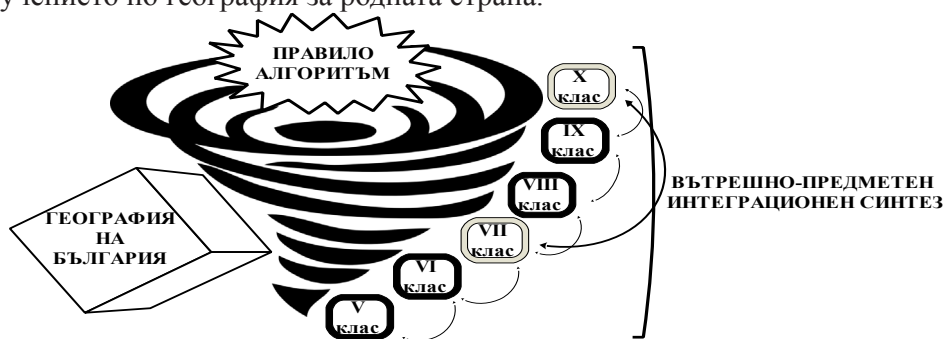 учението по география за родната страна.
ПРАВИЛО
АЛГОРИТЪМ
X
клас
IX
клас
VIII
клас
VII
клас
VI
клас
V
клас
ГЕОГРАФИЯ
НА
БЪЛГАРИЯ
ВЪТРЕШНО-ПРЕДМЕТЕН
ИНТЕГРАЦИОНЕН СИНТЕЗ